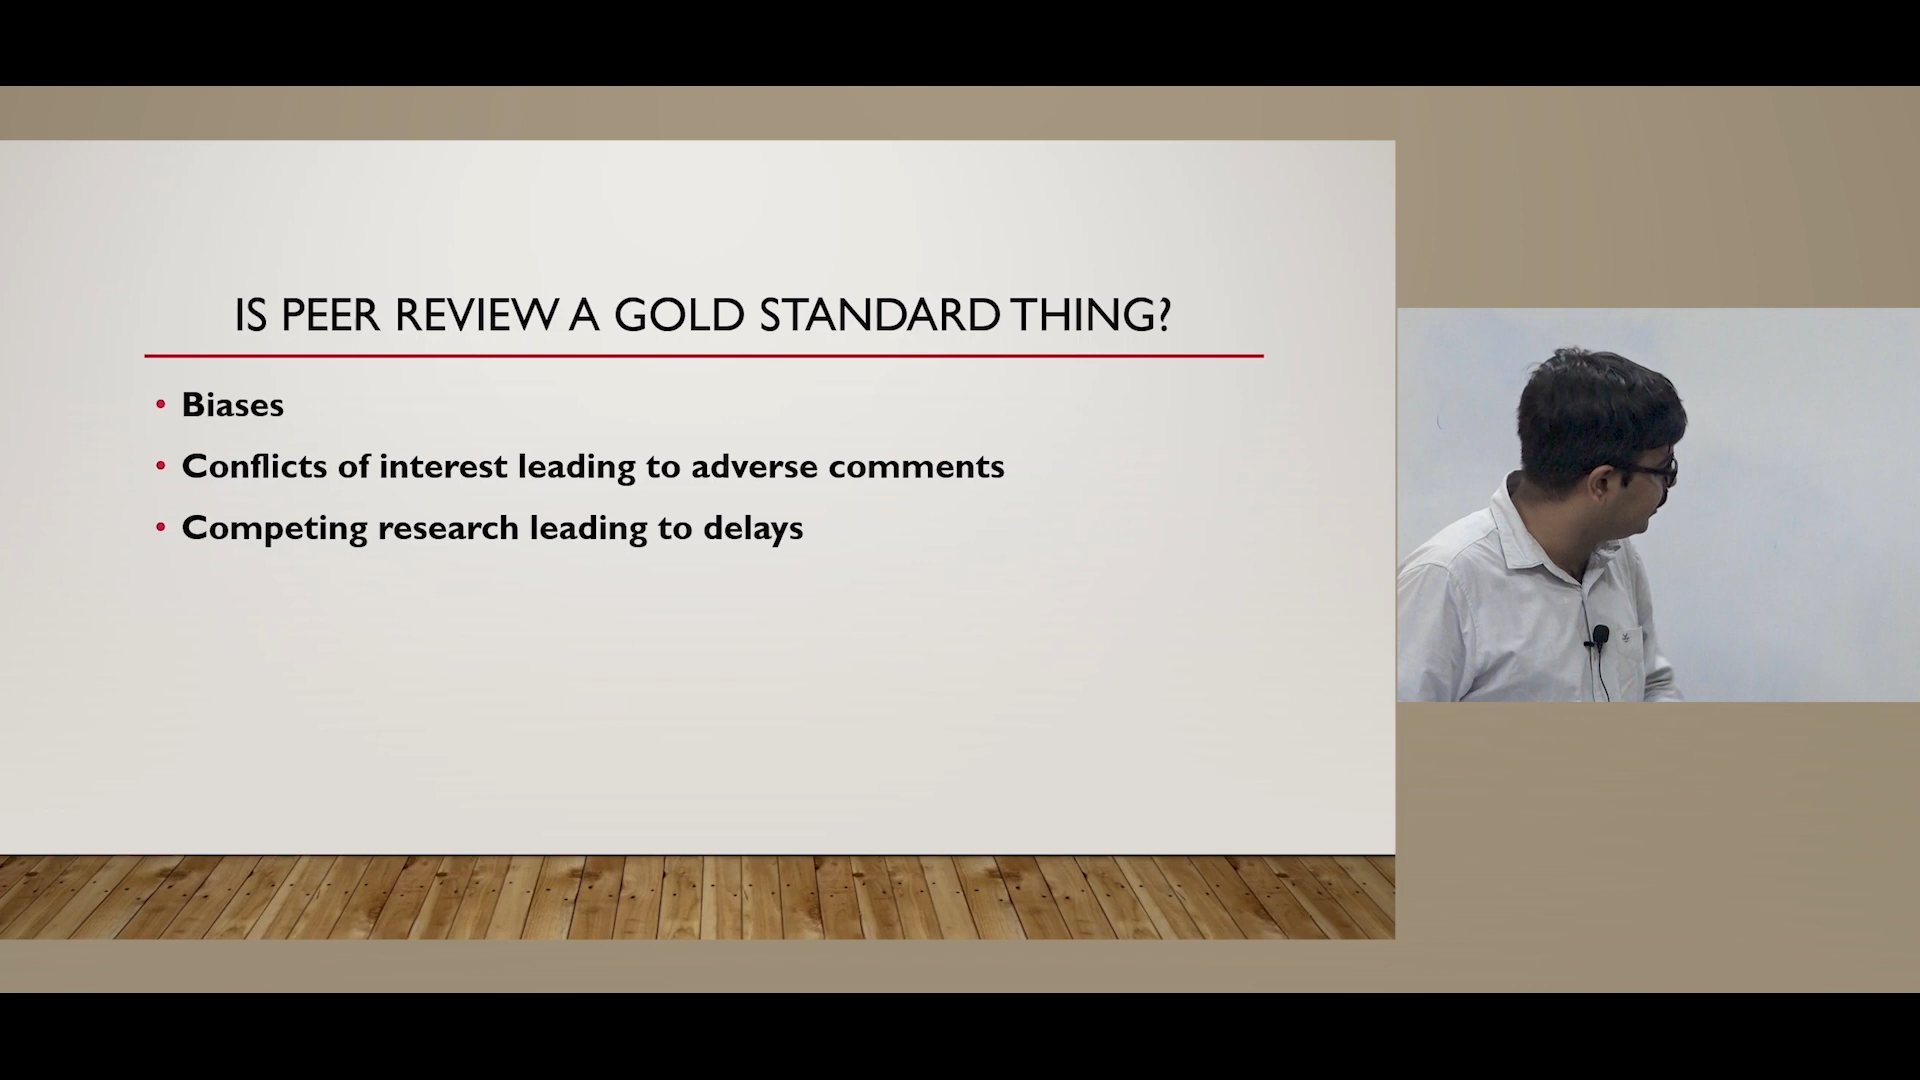 IS PEER REVIEW A GOLD STANDARD THING?
• Biases
• Conflicts of interest leading to adverse comments
• Competing research leading to delays